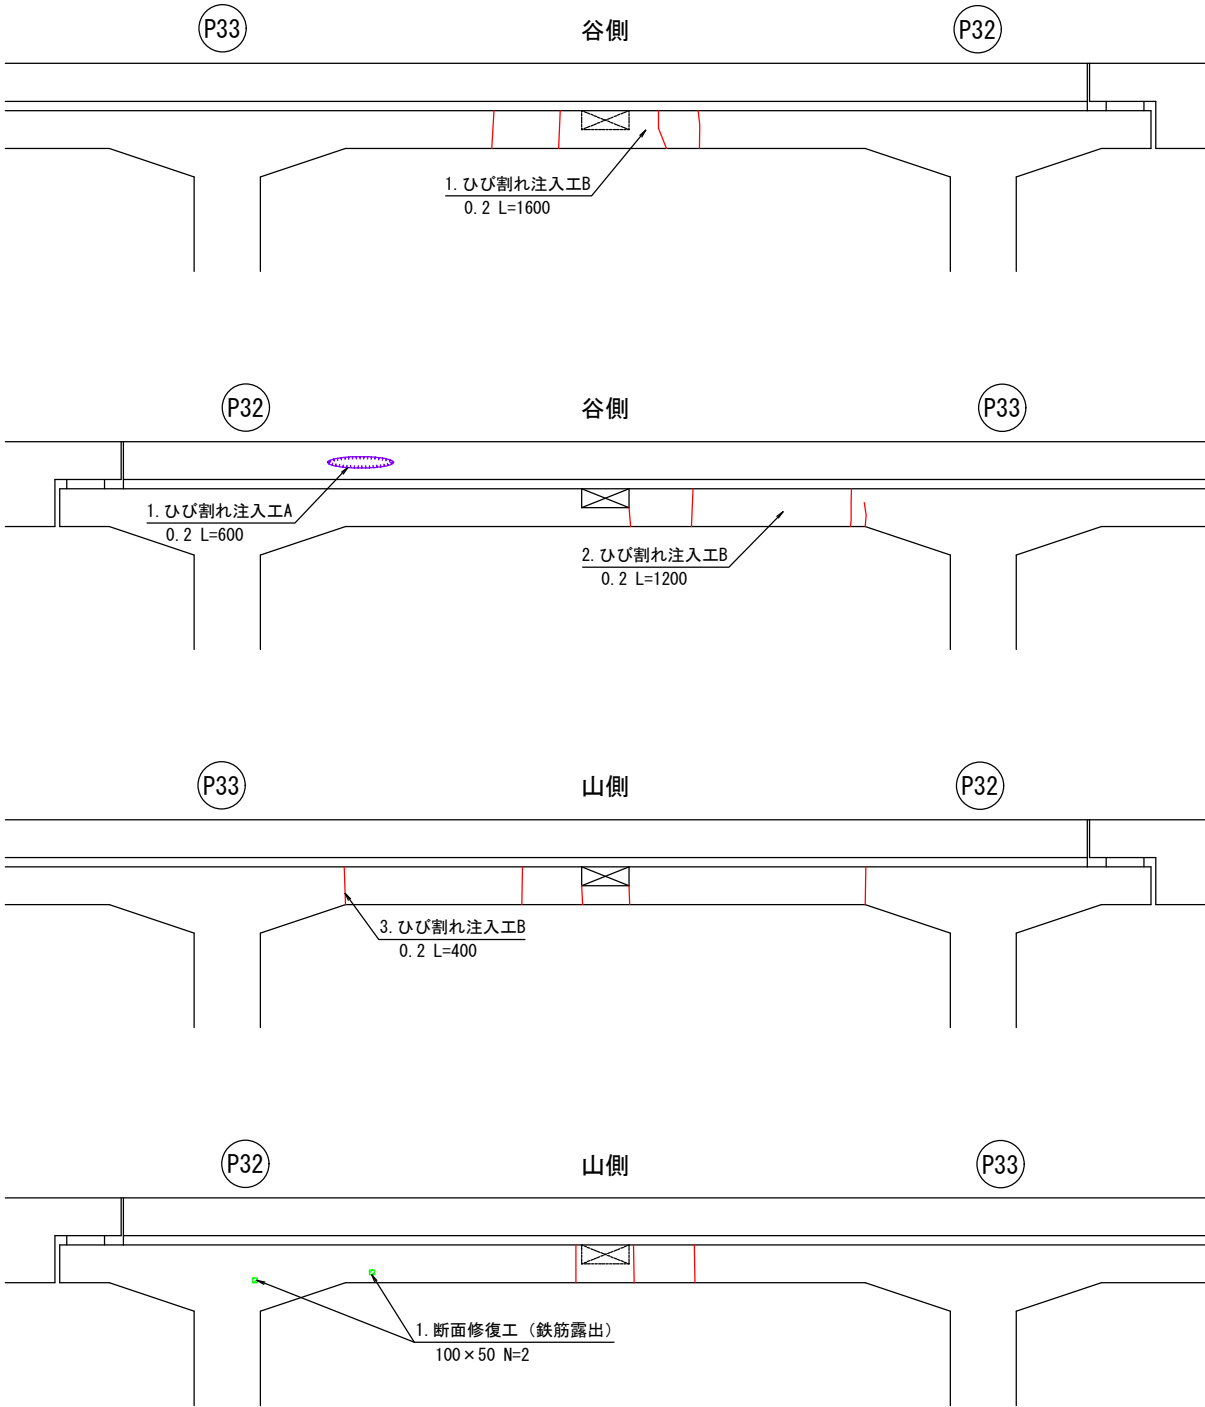 P33 谷側 P32
1. ひび割れ注入工B
0.2 L=1600
P32 谷側 P33
1. ひび割れ注入工A
0.2 L=600
2. ひび割れ注入工B
0.2 L=1200
P33 山側 P32
3. ひび割れ注入工B
0.2 L=400
P32 山側 P33
1. 断面修復工（鉄筋露出）
100×50 N=2